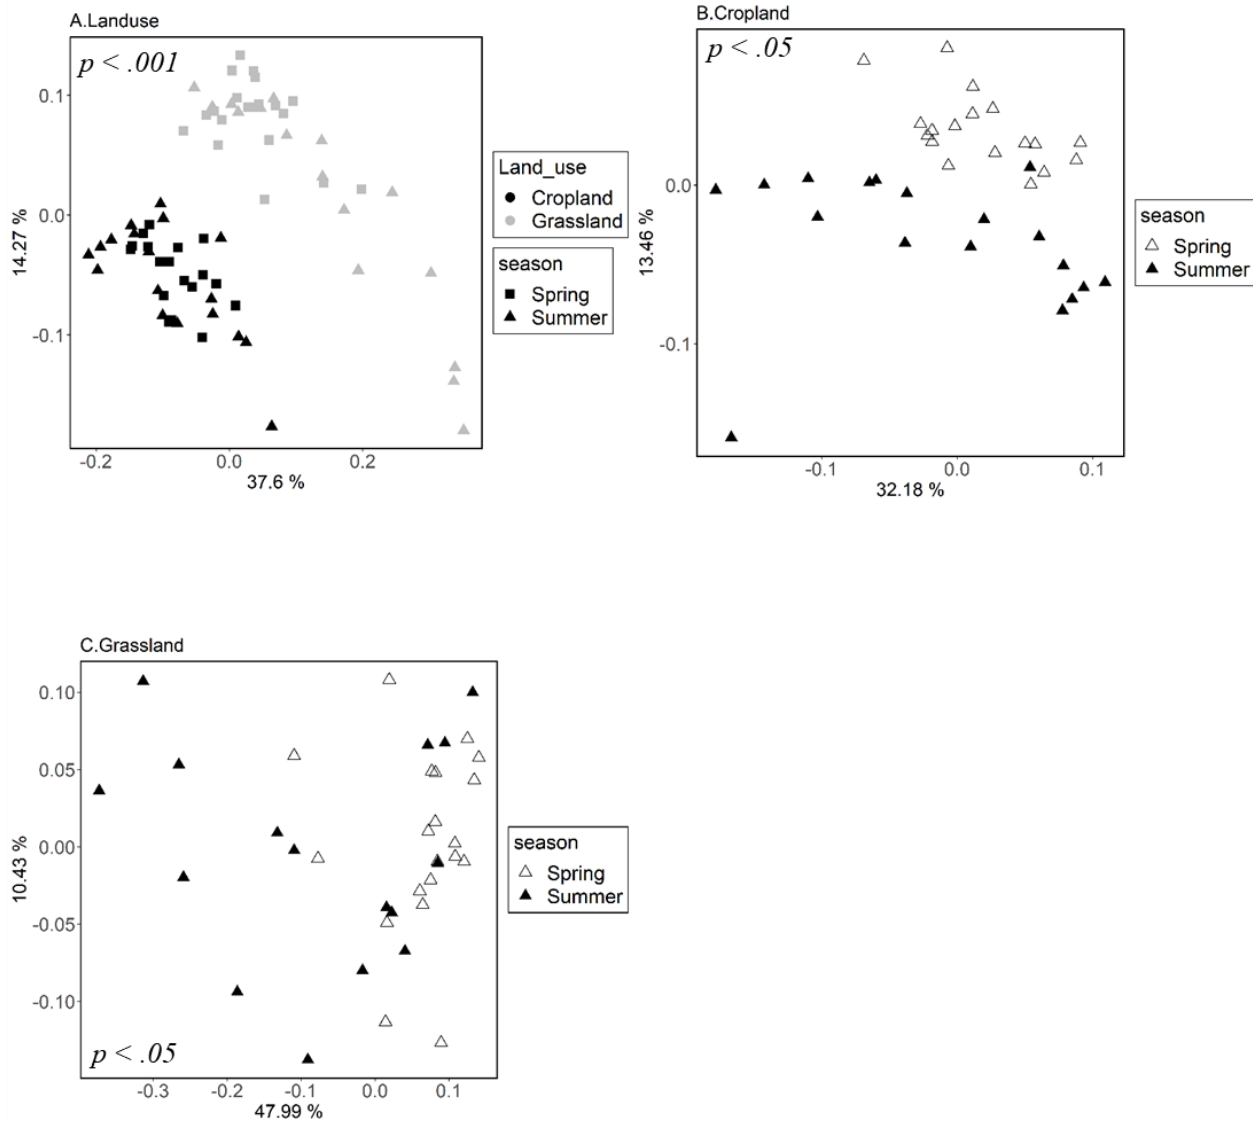 A.Landuse
p < .001
0.1
0.0
-0.1
14.27 %
-0.2
0.0
0.2
37.6 %
Land_use
Cropland
Grassland
season
Spring
Summer
B.Cropland
p < .05
0.0
-0.1
13.46 %
-0.1
0.0
0.1
32.18 %
season
Spring
Summer
C.Grassland
0.10
0.05
0.00
-0.05
-0.10
10.43 %
p < .05
-0.3
-0.2
-0.1
0.0
0.1
47.99 %
season
Spring
Summer